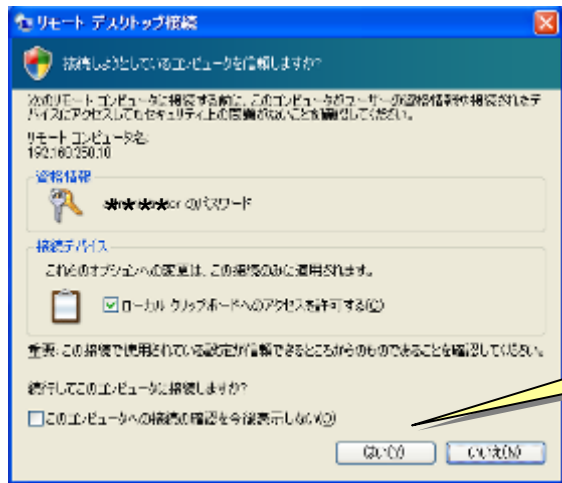 リモート デスクトップ接続
接続しようとしているコンピュータを信頼しますか?
次のリモート コンピュータに接続する前に、このコンピュータがユーザーの資格情報や接続されたデ
バイスにアクセスしてもセキュリティ上の問題がないことを確認してください。
リモート コンピュータ名:
192.160.250.10
資格情報
or のパスワード
接続デバイス
これらのオプションへの変更は、この接続のみに適用されます。
ローカル クリップボードへのアクセスを許可する(C)
重要: この接続で使用されている設定が信頼できるところからのものであることを確認してください。
続行してこのコンピュータに接続しますか?
このコンピュータへの接続の確認を今後表示しない(O)
はい(Y) いいえ(N)